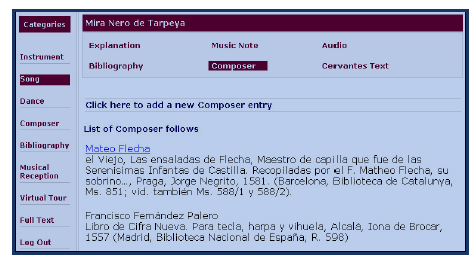 Categories
Instrument
Song
Dance
Composer
Bibliography
Musical
Reception
Virtual Tour
Full Text
Log Out
Mira Nero de Tarpeya
Explanation Music Note Audio
Bibliography Composer Cervantes Text
Click here to add a new Composer entry
List of Composer follows
Mateo Flecha
el Viejo, Las ensaladas de Flecha, Maestro de capilla que fue de las
Serenísimas Infantas de Castilla. Recopiladas por el F. Matheo Flecha, su
sobrino..., Praga, Jorge Negrito, 1581. (Barcelona, Biblioteca de Catalunya,
Ms. 851; vid. también Ms. 588/1 y 588/2).
Francisco Fernández Palero
Libro de Cifra Nueva. Para tecla, harpa y vihuela, Alcalá, Iona de Brocar,
1557 (Madrid, Biblioteca Nacional de España, R. 598)